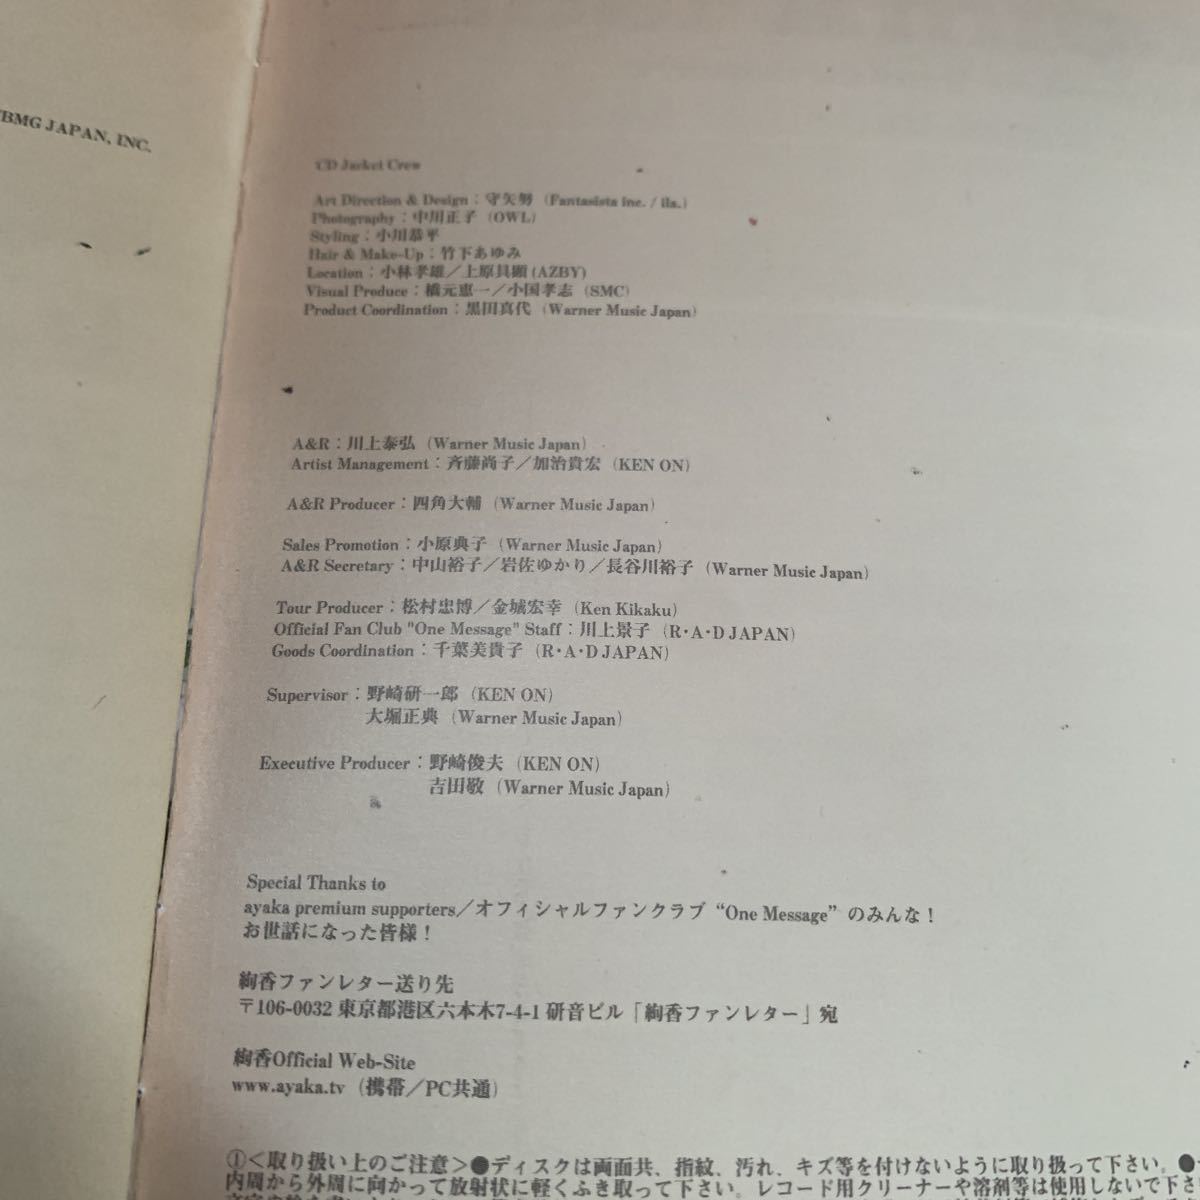 BMG JAPAN, INC.
CD Jacket Crew
Art Direction & Design：守矢努（Fantasista inc. / ila.）
Photography：中川正子（OWL）
Styling：小川恭平
Hair & Make-Up：竹下あゆみ
Location：小林孝雄／上原具顕 (AZBY)
Visual Produce：橋元恵一／小国孝志（SMC）
Product Coordination：黒田真代（Warner Music Japan）
A&R：川上泰弘（Warner Music Japan）
Artist Management：斉藤尚子／加治貴宏（KEN ON）
A&R Producer：四角大輔（Warner Music Japan）
Sales Promotion：小原典子（Warner Music Japan）
A&R Secretary：中山裕子／岩佐ゆかり／長谷川裕子（Warner Music Japan）
Tour Producer：松村忠博／金城宏幸（Ken Kikaku）
Official Fan Club "One Message" Staff：川上景子（R・A・D JAPAN）
Goods Coordination：千葉美貴子（R・A・D JAPAN）
Supervisor：野崎研一郎（KEN ON）
大堀正典（Warner Music Japan）
Executive Producer：野崎俊夫（KEN ON）
吉田敬（Warner Music Japan）
Special Thanks to
ayaka premium supporters／オフィシャルファンクラブ “One Message” のみんな！
お世話になった皆様！
絢香ファンレター送り先
〒106-0032 東京都港区六本木7-4-1 研音ビル「絢香ファンレター」宛
絢香Official Web-Site
www.ayaka.tv（携帯／PC共通）
①＜取り扱い上のご注意＞●ディスクは両面共、指紋、汚れ、キズ等を付けないように取り扱って下さい。●
内周から外周に向かって放射状に軽くふき取って下さい。レコード用クリーナーや溶剤等は使用しないで下さ